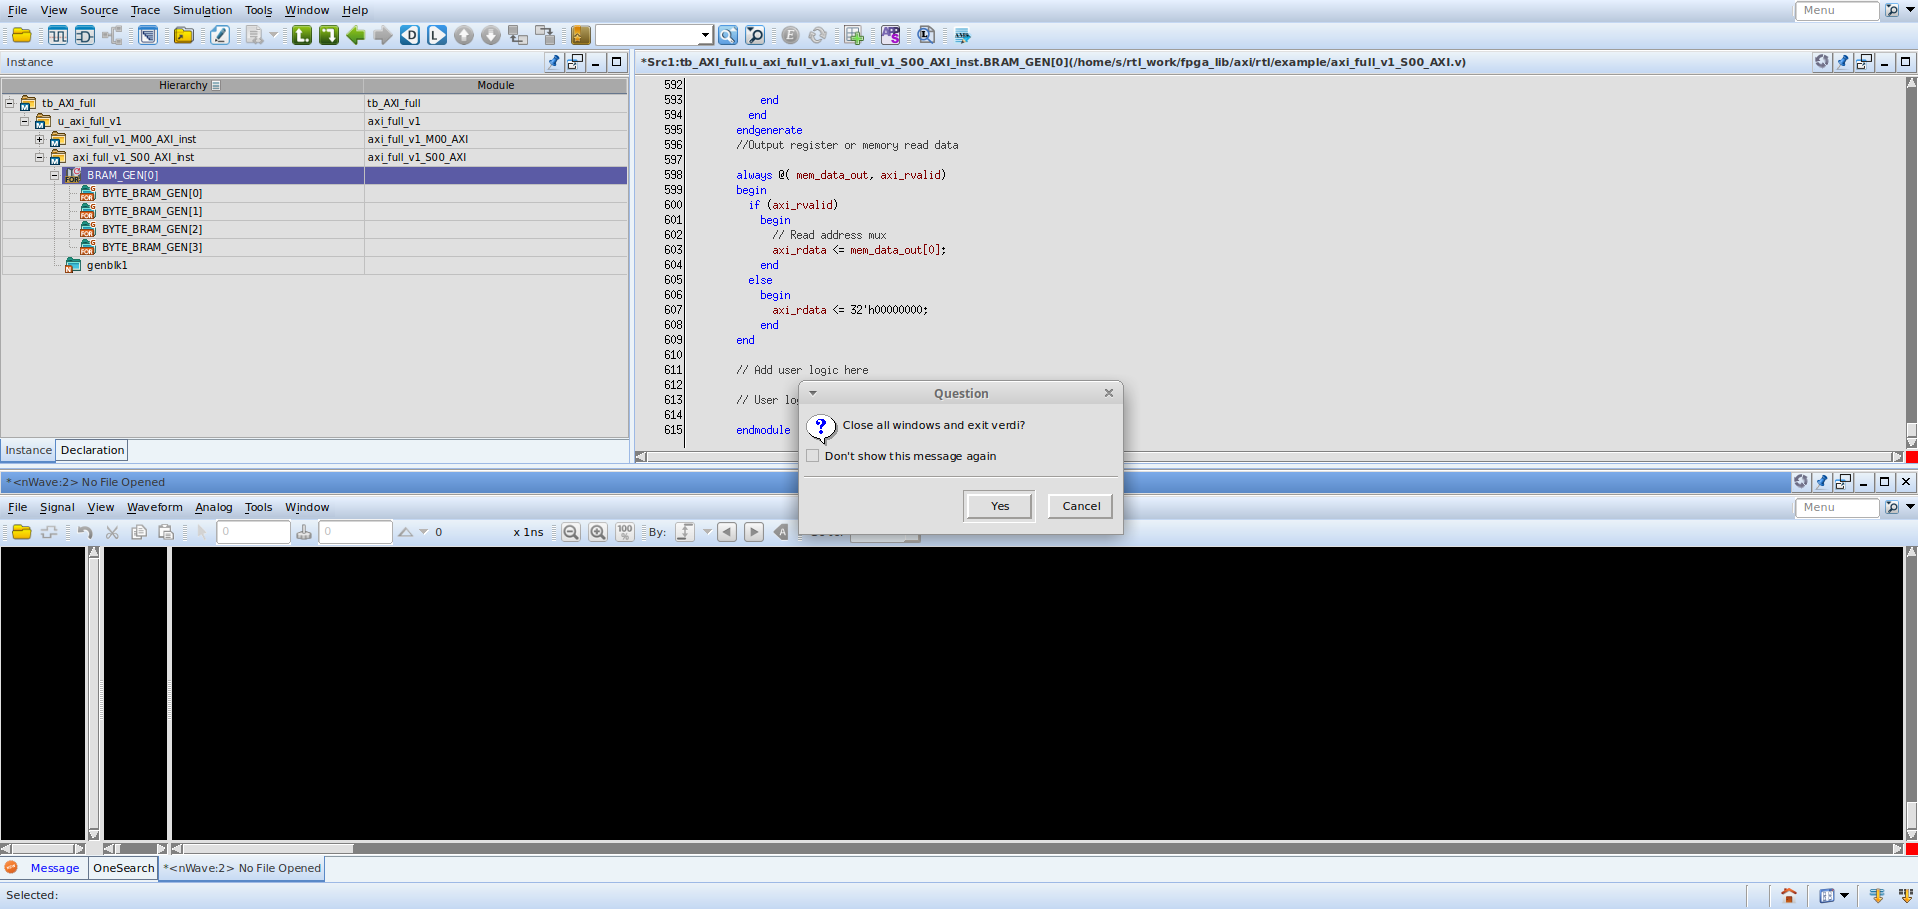 File View Source Trace Simulation Tools Window Help Menu
Instance
*Src1:tb_AXI_full.u_axi_full_v1.axi_full_v1_S00_AXI_inst.BRAM_GEN[0](/home/s/rtl_work/fpga_lib/axi/rtl/example/axi_full_v1_S00_AXI.v)
Hierarchy Module
tb_AXI_full tb_AXI_full
u_axi_full_v1 axi_full_v1
axi_full_v1_M00_AXI_inst axi_full_v1_M00_AXI
axi_full_v1_S00_AXI_inst axi_full_v1_S00_AXI
BRAM_GEN[0]
BYTE_BRAM_GEN[0]
BYTE_BRAM_GEN[1]
BYTE_BRAM_GEN[2]
BYTE_BRAM_GEN[3]
genblk1
Instance Declaration
592
593 end
594 end
595 endgenerate
596 //Output register or memory read data
597
598 always @( mem_data_out, axi_rvalid)
599 begin
600 if (axi_rvalid)
601 begin
602 // Read address mux
603 axi_rdata <= mem_data_out[0];
604 end
605 else
606 begin
607 axi_rdata <= 32'h00000000;
608 end
609 end
610
611 // Add user logic here
612
613 // User lo
614
615 endmodule
Question
Close all windows and exit verdi?
Don't show this message again
Yes Cancel
*<nWave:2> No File Opened
File Signal View Waveform Analog Tools Window Menu
0 0 0 x 1ns 100% By:
Message OneSearch *<nWave:2> No File Opened
Selected: